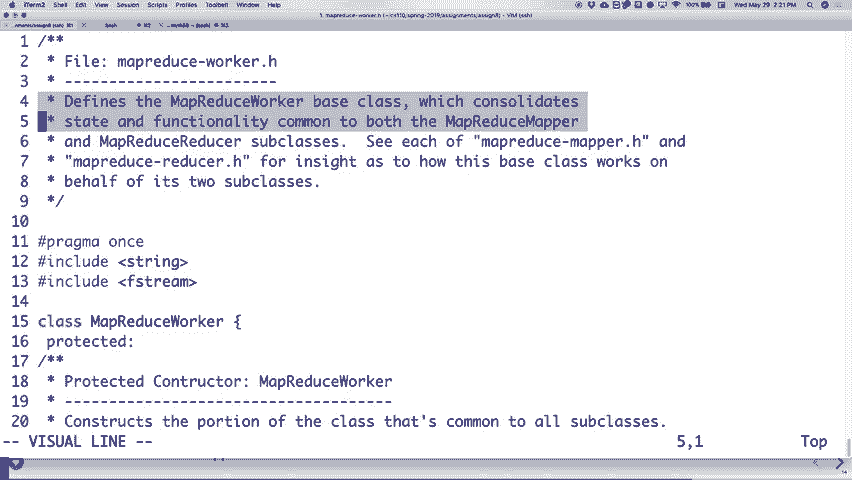 iTerm2 Shell Edit View Session Scripts Profiles Toolbelt Window Help 100% Wed May 29 2:21 PM
1. mapreduce-worker.h (~/cs110/spring-2019/assignments/assign8) - VIM (ssh)
bash
1 /**
2 * File: mapreduce-worker.h
3 * ------------------------
4 * Defines the MapReduceWorker base class, which consolidates
5 * state and functionality common to both the MapReduceMapper
6 * and MapReduceReducer subclasses. See each of "mapreduce-mapper.h" and
7 * "mapreduce-reducer.h" for insight as to how this base class works on
8 * behalf of its two subclasses.
9 */
10
11 #pragma once
12 #include <string>
13 #include <fstream>
14
15 class MapReduceWorker {
16 protected:
17 /**
18 * Protected Contructor: MapReduceWorker
19 * -------------------------------------
20 * Constructs the portion of the class that's common to all subclasses.
-- VISUAL LINE -- 5,1 Top